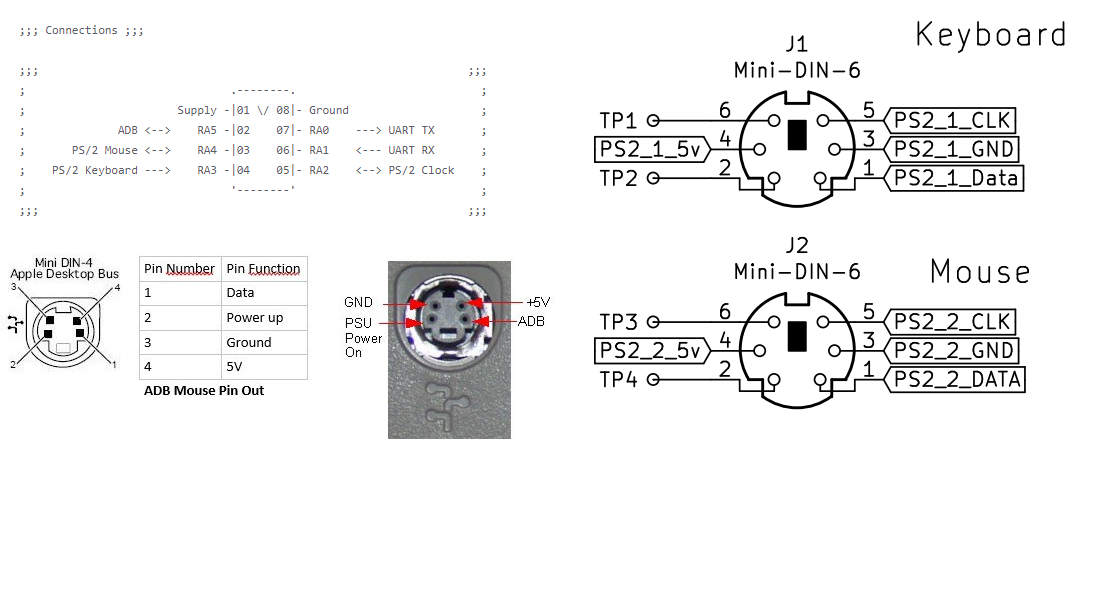 ;;; Connections ;;;
;;; ;;;
; .--------. ;
; Supply -|01 \/ 08|- Ground ;
; ADB <--> RA5 -|02 07|- RA0 ---> UART TX ;
; PS/2 Mouse <--> RA4 -|03 06|- RA1 <--- UART RX ;
; PS/2 Keyboard ---> RA3 -|04 05|- RA2 <--> PS/2 Clock ;
; '--------' ;
;;; ;;;
Mini DIN-4
Apple Desktop Bus
3 4
2 1
Pin Number Pin Function
1 Data
2 Power up
3 Ground
4 5V
ADB Mouse Pin Out
GND +5V
PSU ADB
Power
On
Keyboard
J1
Mini-DIN-6
TP1 6 5 PS2_1_CLK
PS2_1_5v 4 3 PS2_1_GND
TP2 2 1 PS2_1_Data
J2
Mini-DIN-6 Mouse
TP3 6 5 PS2_2_CLK
PS2_2_5v 4 3 PS2_2_GND
TP4 2 1 PS2_2_DATA